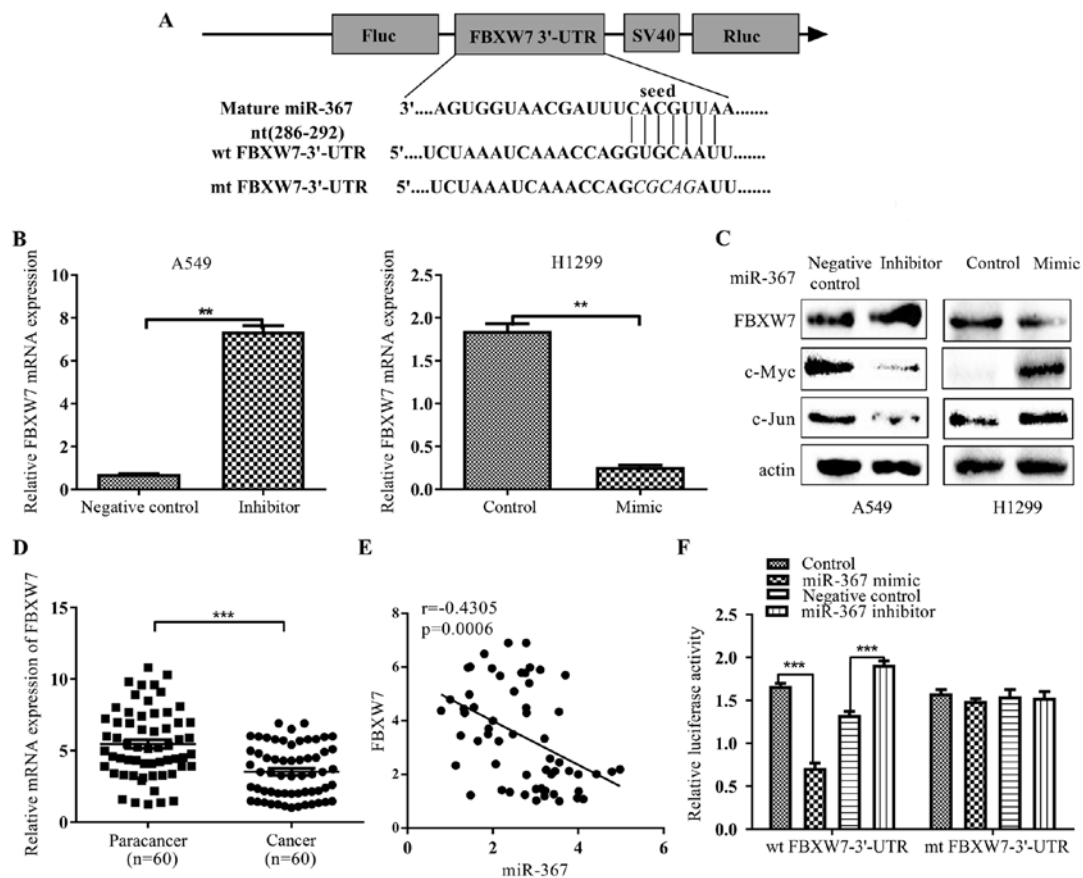 A
Fluc
FBXW7 3'-UTR
SV40
Rluc
seed
Mature miR-367 3'....AGUGGUAACGAUUUCACGUUAA.......
nt(286-292)
wt FBXW7-3'-UTR 5'....UCUAAAUCAAACCAGGUGCAAUU.......
mt FBXW7-3'-UTR 5'....UCUAAAUCAAACCAGCGCAGAUU.......
B
A549
Relative FBXW7 mRNA expression
10
8
6
4
2
0
**
Negative control
Inhibitor
H1299
Relative FBXW7 mRNA expression
2.5
2.0
1.5
1.0
0.5
0.0
**
Control
Mimic
C
miR-367
Negative control
Inhibitor
Control
Mimic
FBXW7
c-Myc
c-Jun
actin
A549
H1299
D
Relative mRNA expression of FBXW7
15
10
5
0
***
Paracancer
(n=60)
Cancer
(n=60)
E
r=-0.4305
p=0.0006
FBXW7
8
6
4
2
0
0
2
4
6
miR-367
F
Control
miR-367 mimic
Negative control
miR-367 inhibitor
Relative luciferase activity
2.5
2.0
1.5
1.0
0.5
0.0
***
***
wt FBXW7-3'-UTR
mt FBXW7-3'-UTR